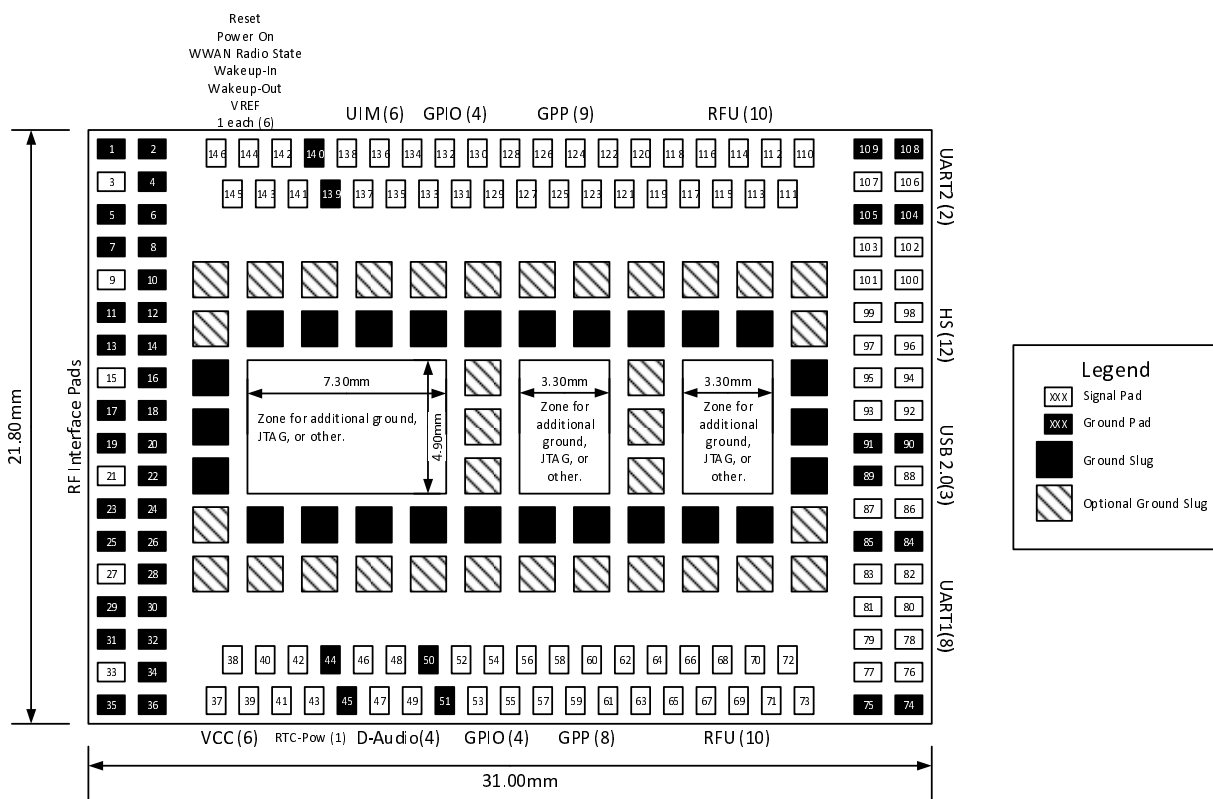 Reset
Power On
WWAN Radio State
Wakeup-In
Wakeup-Out
VREF
1 each (6)
UIM (6) GPIO (4) GPP (9) RFU (10)
1 2 146 144 142 140 138 136 134 132 130 128 126 124 122 120 118 116 114 112 110 109 108
3 4 107 106
145 143 141 139 137 135 133 131 129 127 125 123 121 119 117 115 113 111
5 6 105 104
7 8 103 102
9 10 101 100
11 12 99 98
13 14 97 96
15 16 95 94
17 18 93 92
19 20 91 90
21 22 89 88
23 24 87 86
25 26 85 84
27 28 83 82
29 30 81 80
31 32 79 78
33 34 77 76
35 36 75 74
38 40 42 44 46 48 50 52 54 56 58 60 62 64 66 68 70 72
37 39 41 43 45 47 49 51 53 55 57 59 61 63 65 67 69 71 73
21.80mm
RF Interface Pads
7.30mm
Zone for additional ground,
JTAG, or other.
4.90mm
3.30mm
Zone for
additional
ground,
JTAG, or
other.
3.30mm
Zone for
additional
ground,
JTAG, or
other.
UART2 (2)
HS (12)
USB 2.0(3)
UART1(8)
VCC (6) RTC-Pow (1) D-Audio(4) GPIO (4) GPP (8) RFU (10)
31.00mm
Legend
XXX Signal Pad
XXX Ground Pad
Ground Slug
Optional Ground Slug